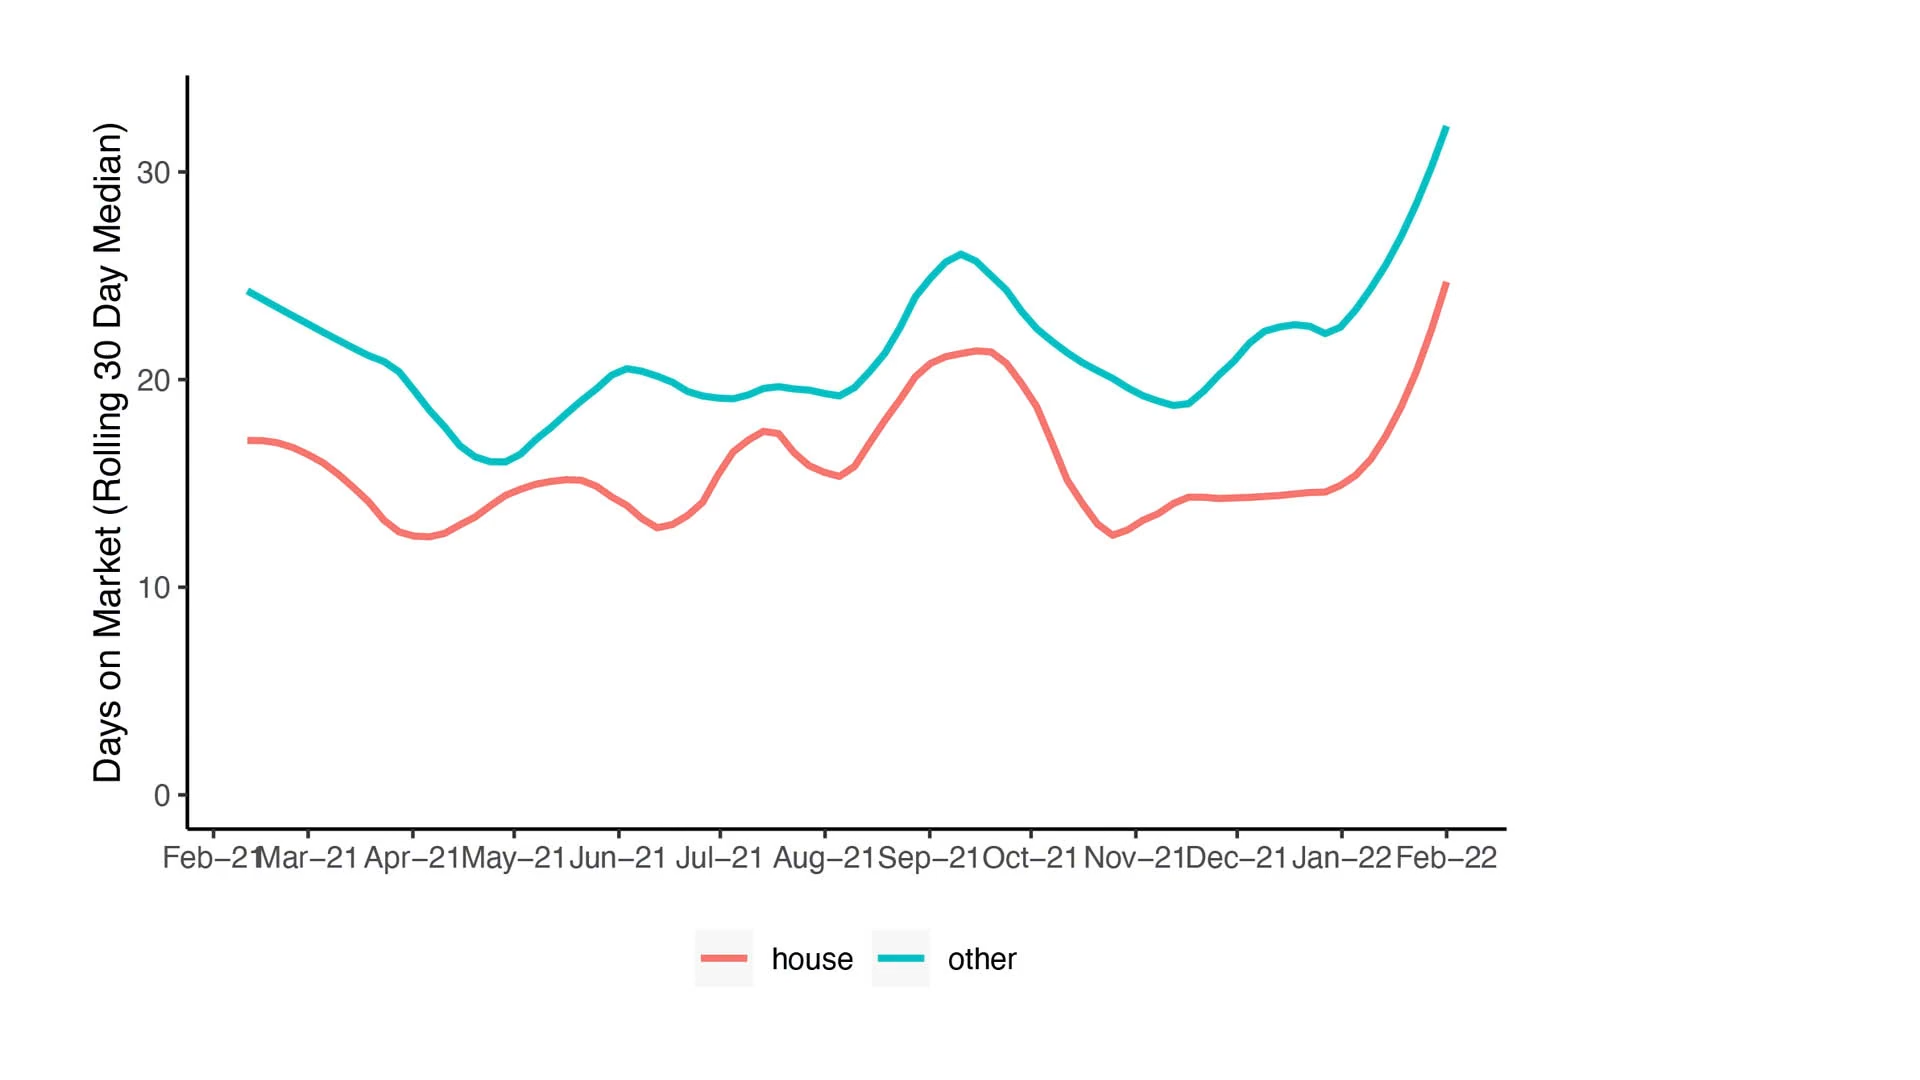 Days on Market (Rolling 30 Day Median)
30
20
10
0
Feb–21 Mar–21 Apr–21 May–21 Jun–21 Jul–21 Aug–21 Sep–21 Oct–21 Nov–21 Dec–21 Jan–22 Feb–22
house other